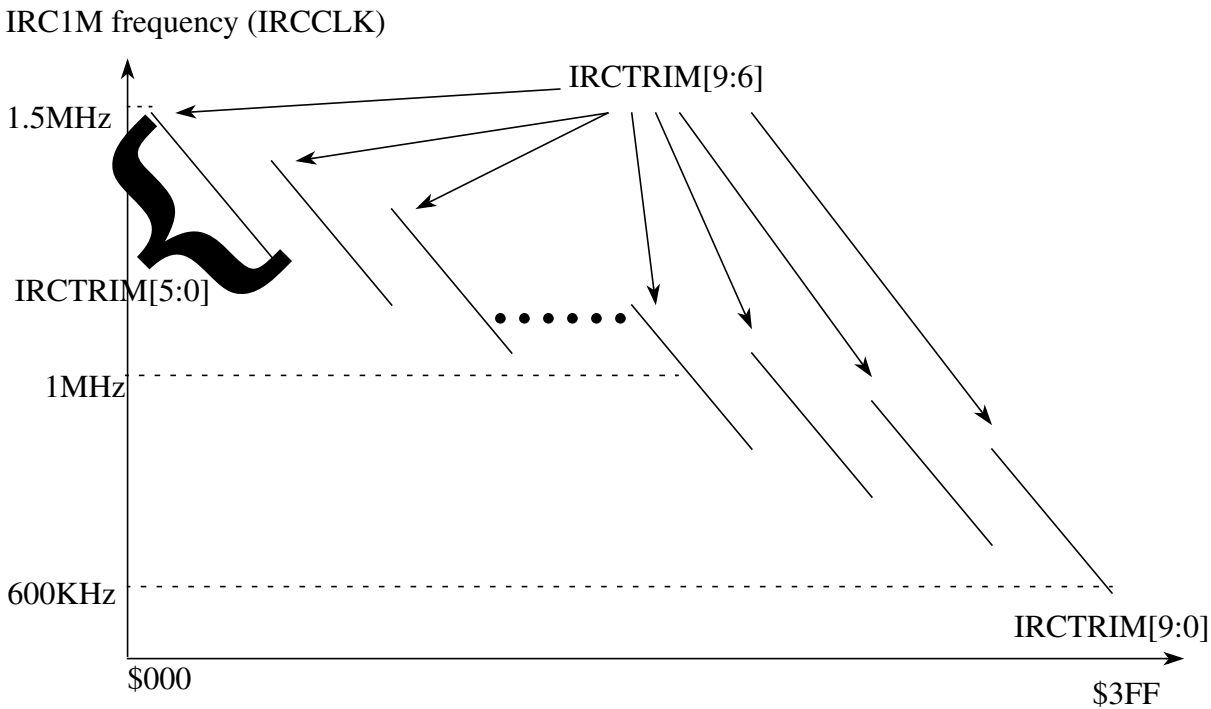 IRC1M frequency (IRCCLK)
IRCTRIM[9:6]
1.5MHz
IRCTRIM[5:0]
1MHz
600KHz
IRCTRIM[9:0]
$000
$3FF